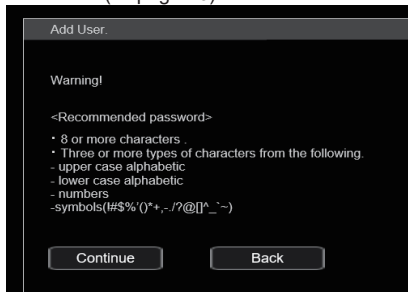 Add User.
Warning!
<Recommended password>
・8 or more characters .
・Three or more types of characters from the following.
- upper case alphabetic
- lower case alphabetic
- numbers
-symbols(!#$%'()*+,-./?@[]^_`~)
Continue
Back